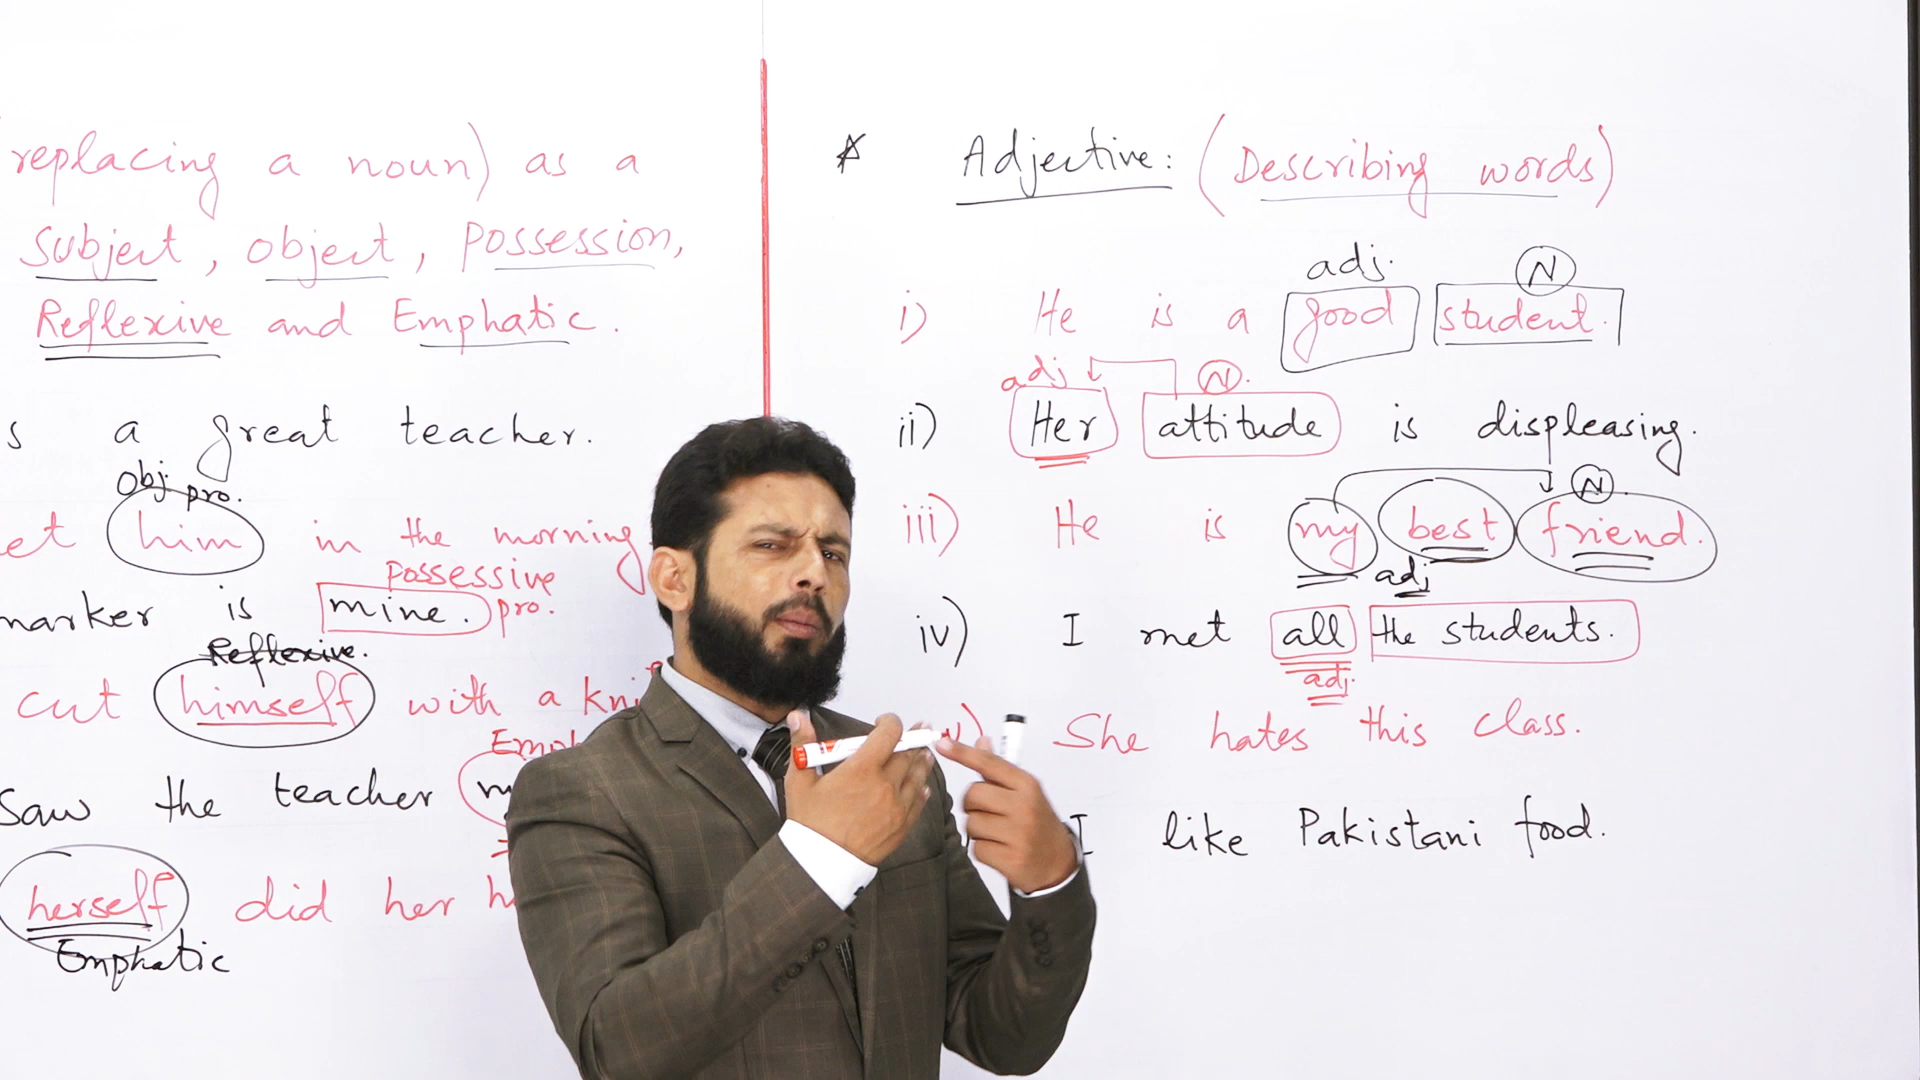 replacing a noun) as a
Subject, object, possession,
Reflexive and Emphatic.
s a great teacher.
Obj pro.
et him in the morning
possessive
marker is mine. pro.
Reflexive.
cut himself with a kni
Emph
saw the teacher m
herself did her h
Emphatic
Adjective: (Describing words)
adj. N
i) He is a good student.
adj N.
ii) Her attitude is displeasing.
N.
iii) He is my best friend.
adj
iv) I met all the students.
adj.
v) She hates this class.
I like Pakistani food.